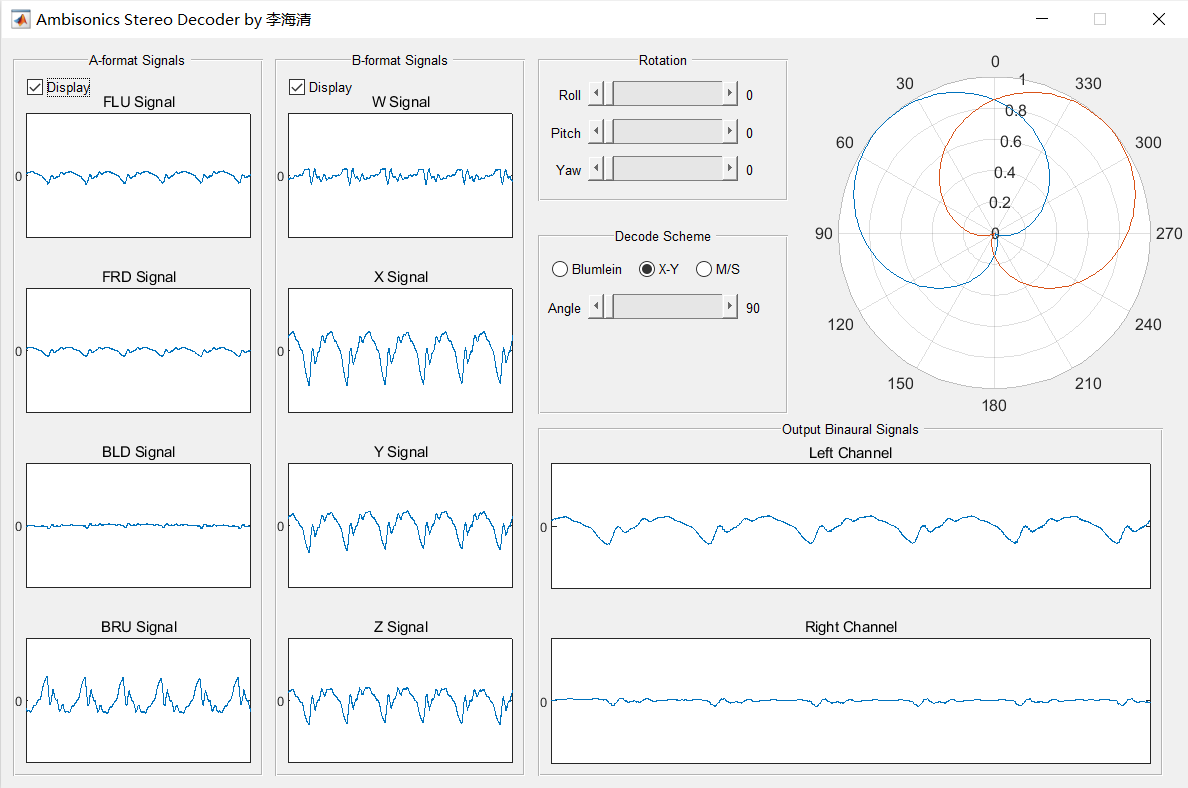 Ambisonics Stereo Decoder by 李海清
A-format Signals
Display
FLU Signal
0
FRD Signal
0
BLD Signal
0
BRU Signal
0
B-format Signals
Display
W Signal
0
X Signal
0
Y Signal
0
Z Signal
0
Rotation
Roll 0
Pitch 0
Yaw 0
Decode Scheme
Blumlein X-Y M/S
Angle 90
0
30 1 330
0.8
60 0.6 300
0.4
0.2
90 0 270
120 240
150 210
180
Output Binaural Signals
Left Channel
0
Right Channel
0